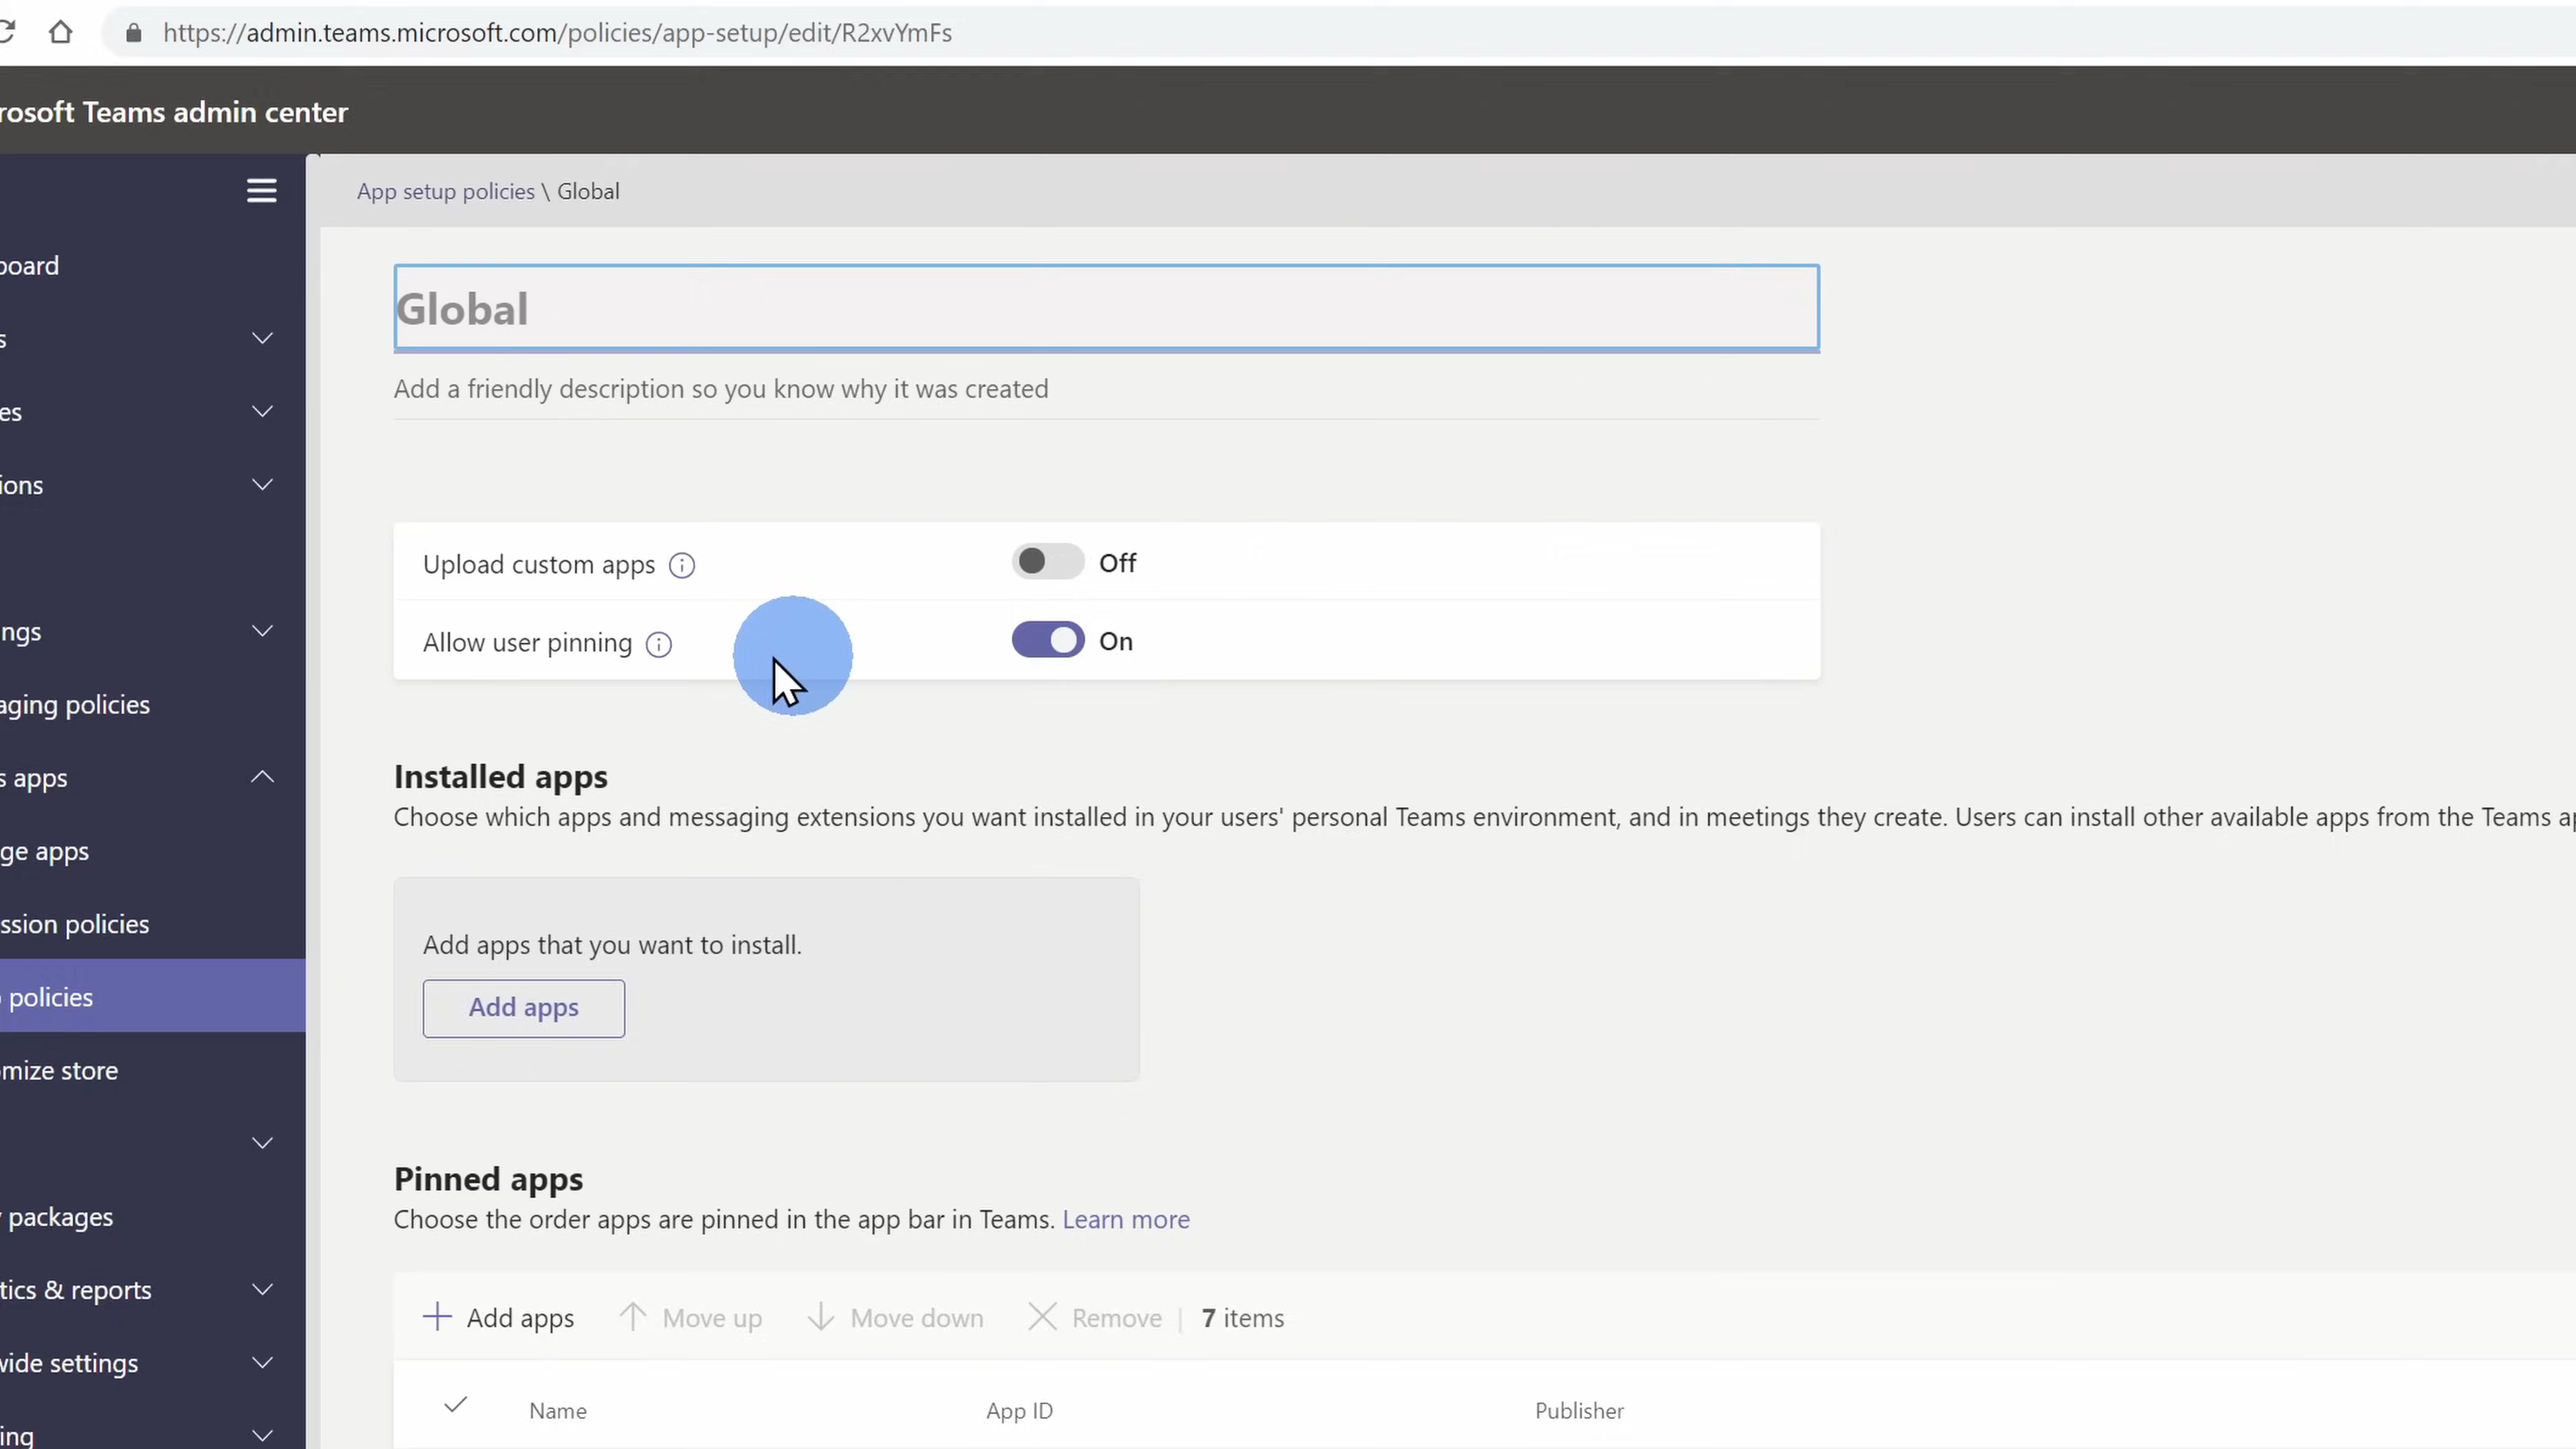 https://admin.teams.microsoft.com/policies/app-setup/edit/R2xvYmFs
rosoft Teams admin center
App setup policies \ Global
board
s
es
ions
ngs
aging policies
s apps
ge apps
ssion policies
policies
mize store
packages
tics & reports
wide settings
ing
Global
Add a friendly description so you know why it was created
Upload custom apps
Off
Allow user pinning
On
Installed apps
Choose which apps and messaging extensions you want installed in your users' personal Teams environment, and in meetings they create. Users can install other available apps from the Teams ap
Add apps that you want to install.
Add apps
Pinned apps
Choose the order apps are pinned in the app bar in Teams. Learn more
Add apps Move up Move down Remove | 7 items
Name App ID Publisher